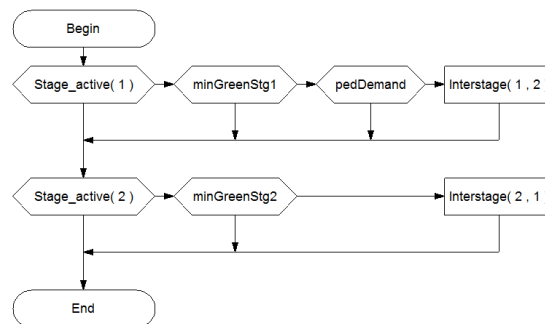 Begin
Stage_active( 1 )
minGreenStg1
pedDemand
Interstage( 1 , 2
Stage_active( 2 )
minGreenStg2
Interstage( 2 , 1
End